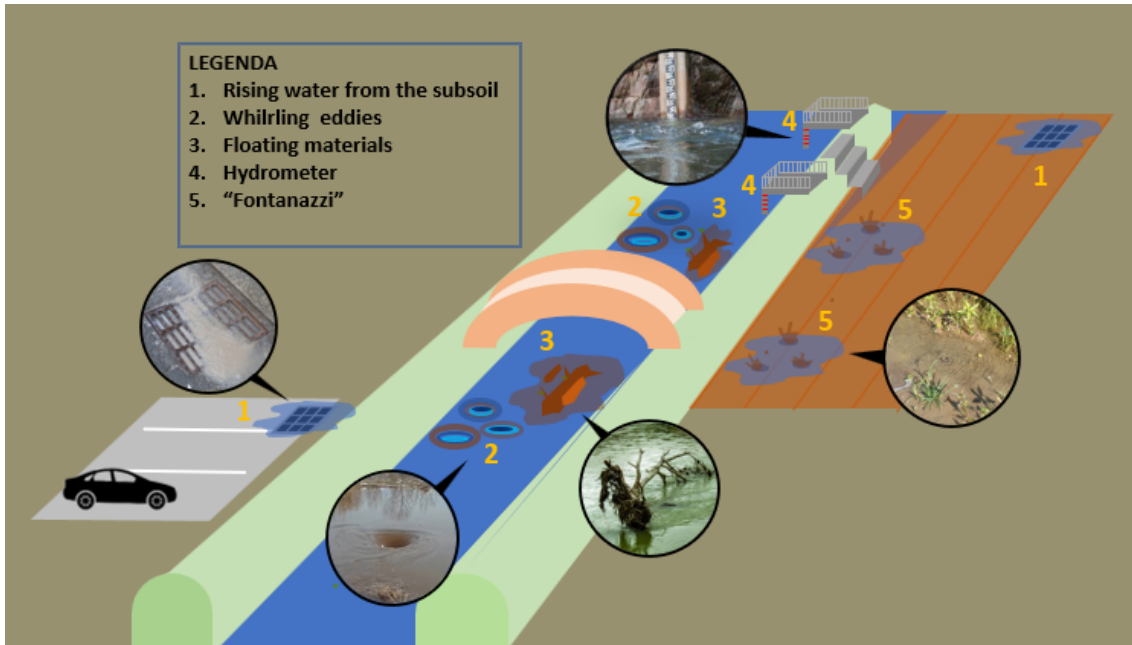 LEGENDA
1. Rising water from the subsoil
2. Whilrling eddies
3. Floating materials
4. Hydrometer
5. “Fontanazzi”
4
4
1
2
3
5
5
3
1
2